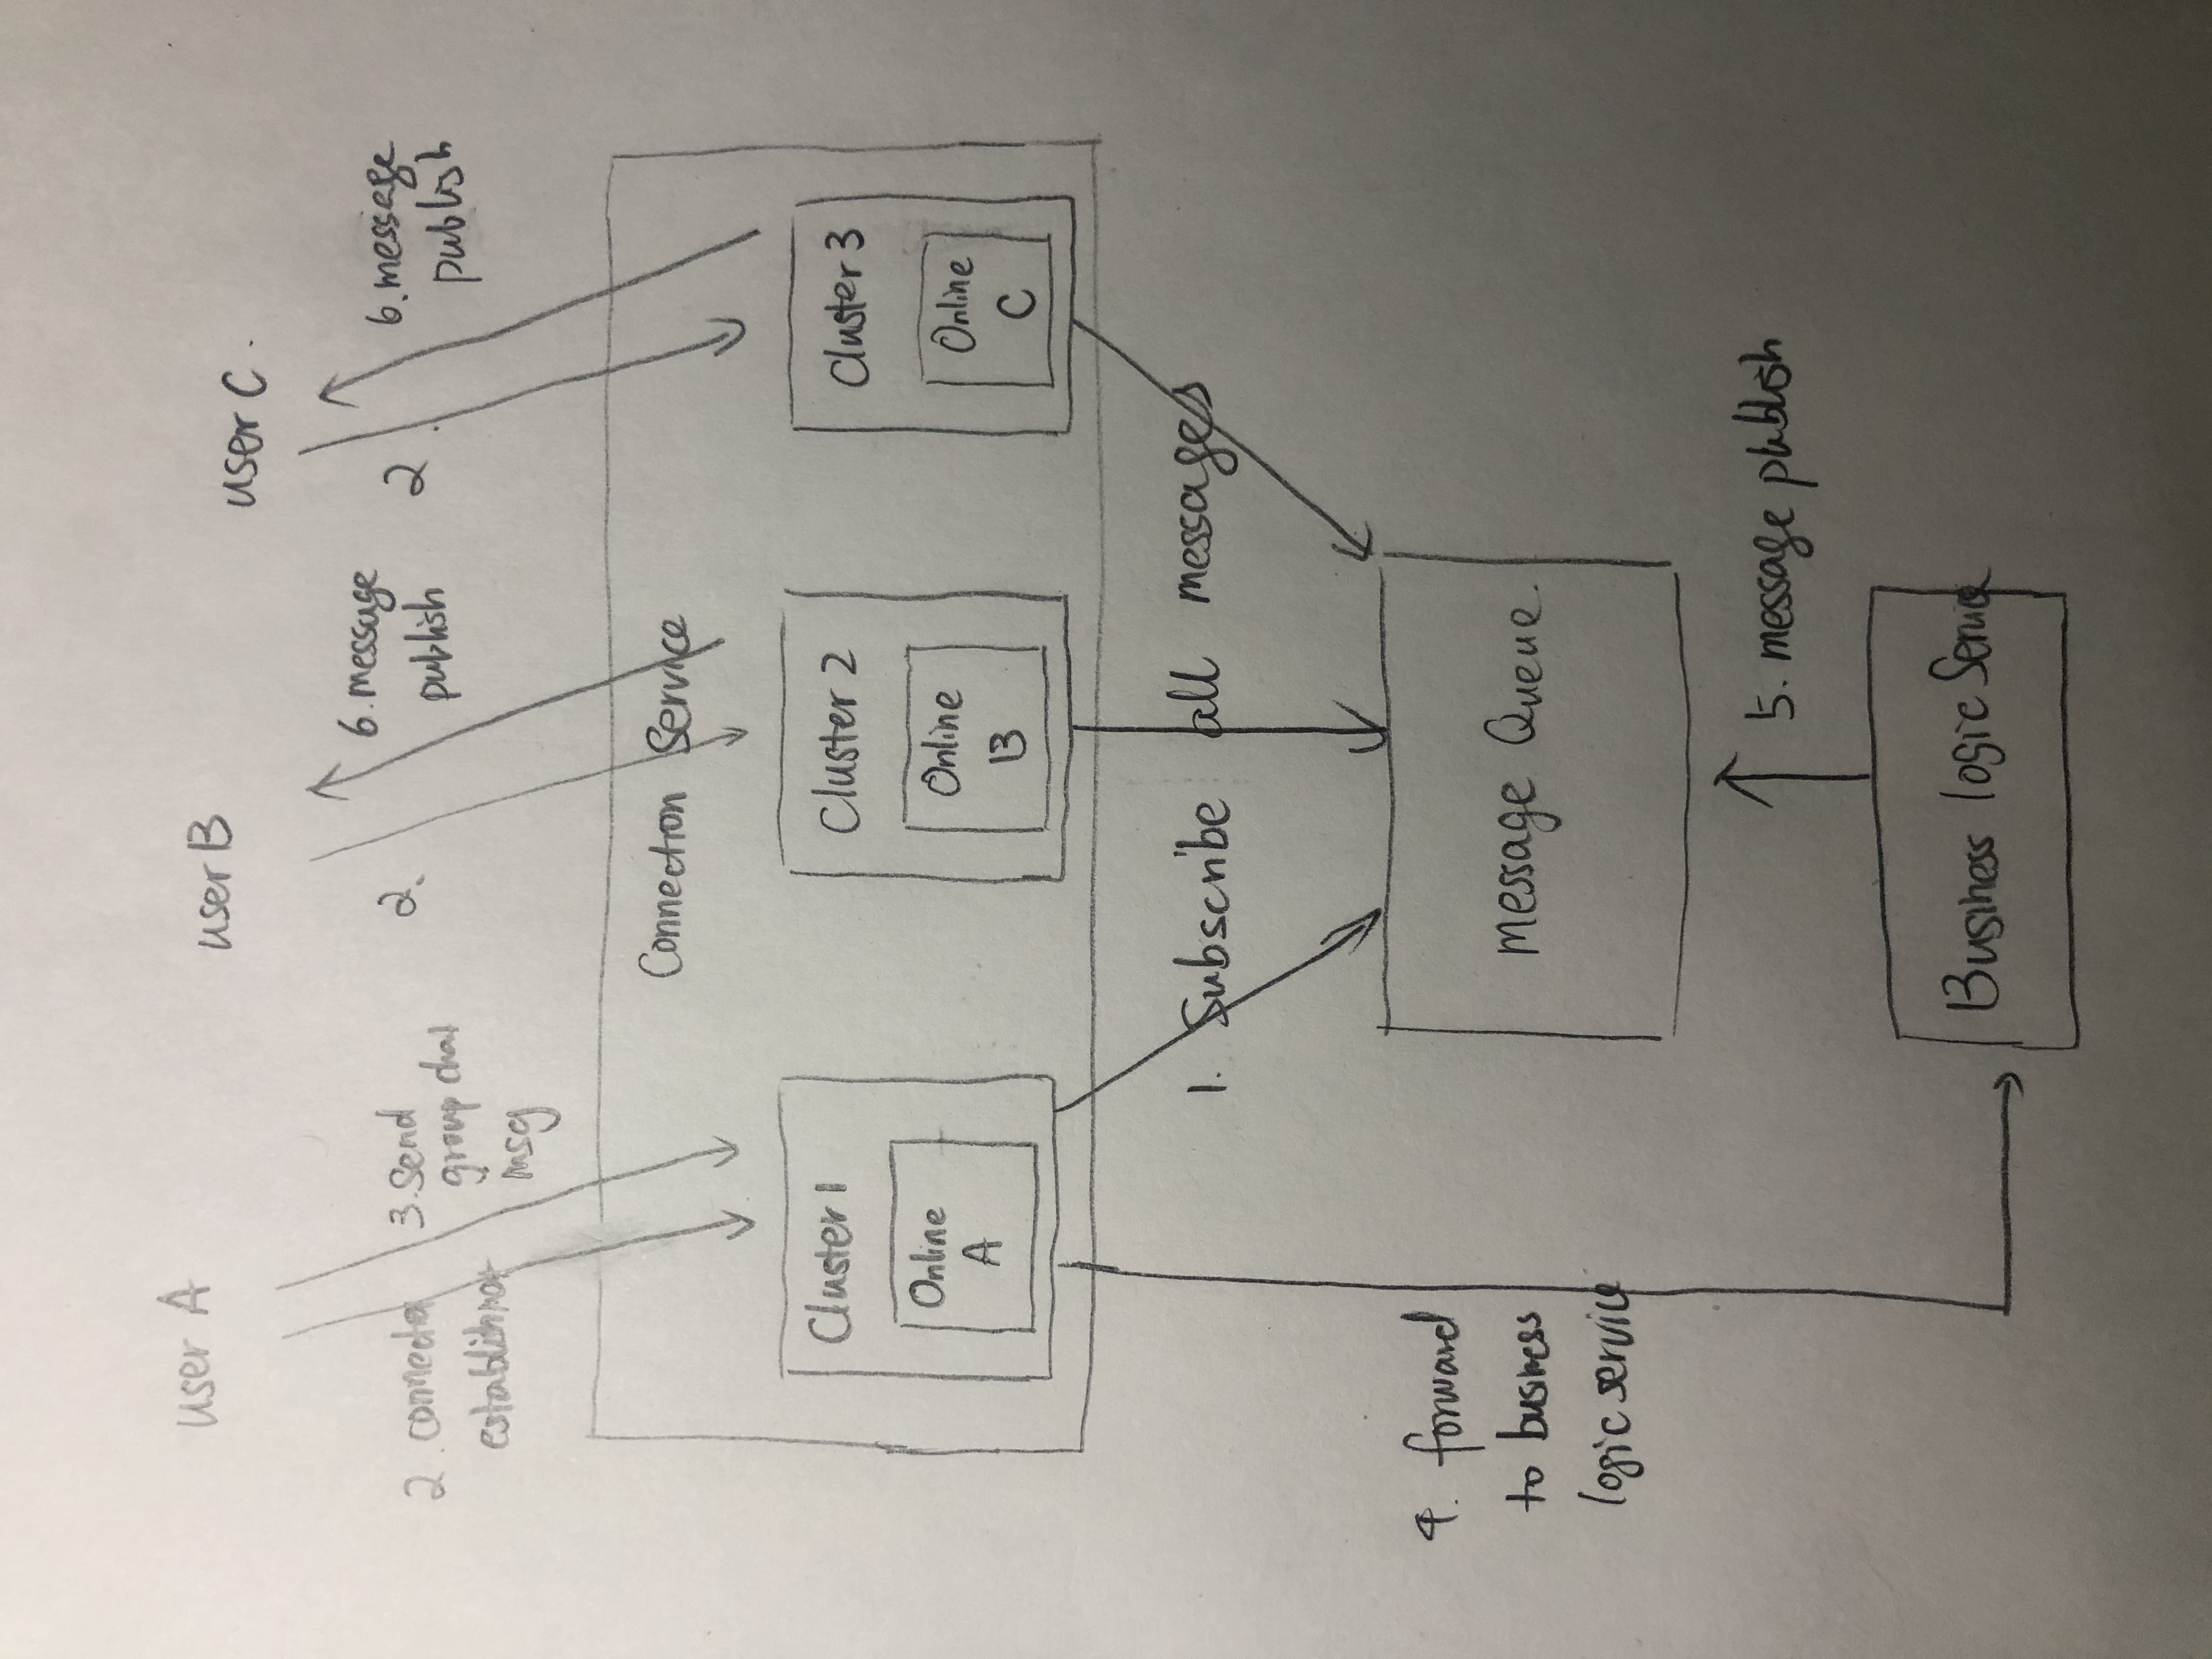 user A
user B
user C.
2. connection
establishment
3. Send
group chat
msg
2.
6. message
publish
2.
6. message
publish
Connection Service
Cluster 1
Online
A
Cluster 2
Online
B
Cluster 3
Online
C
1. Subscribe all messages
4. forward
to business
logic service
Message Queue.
5. message publish
Business logic Service